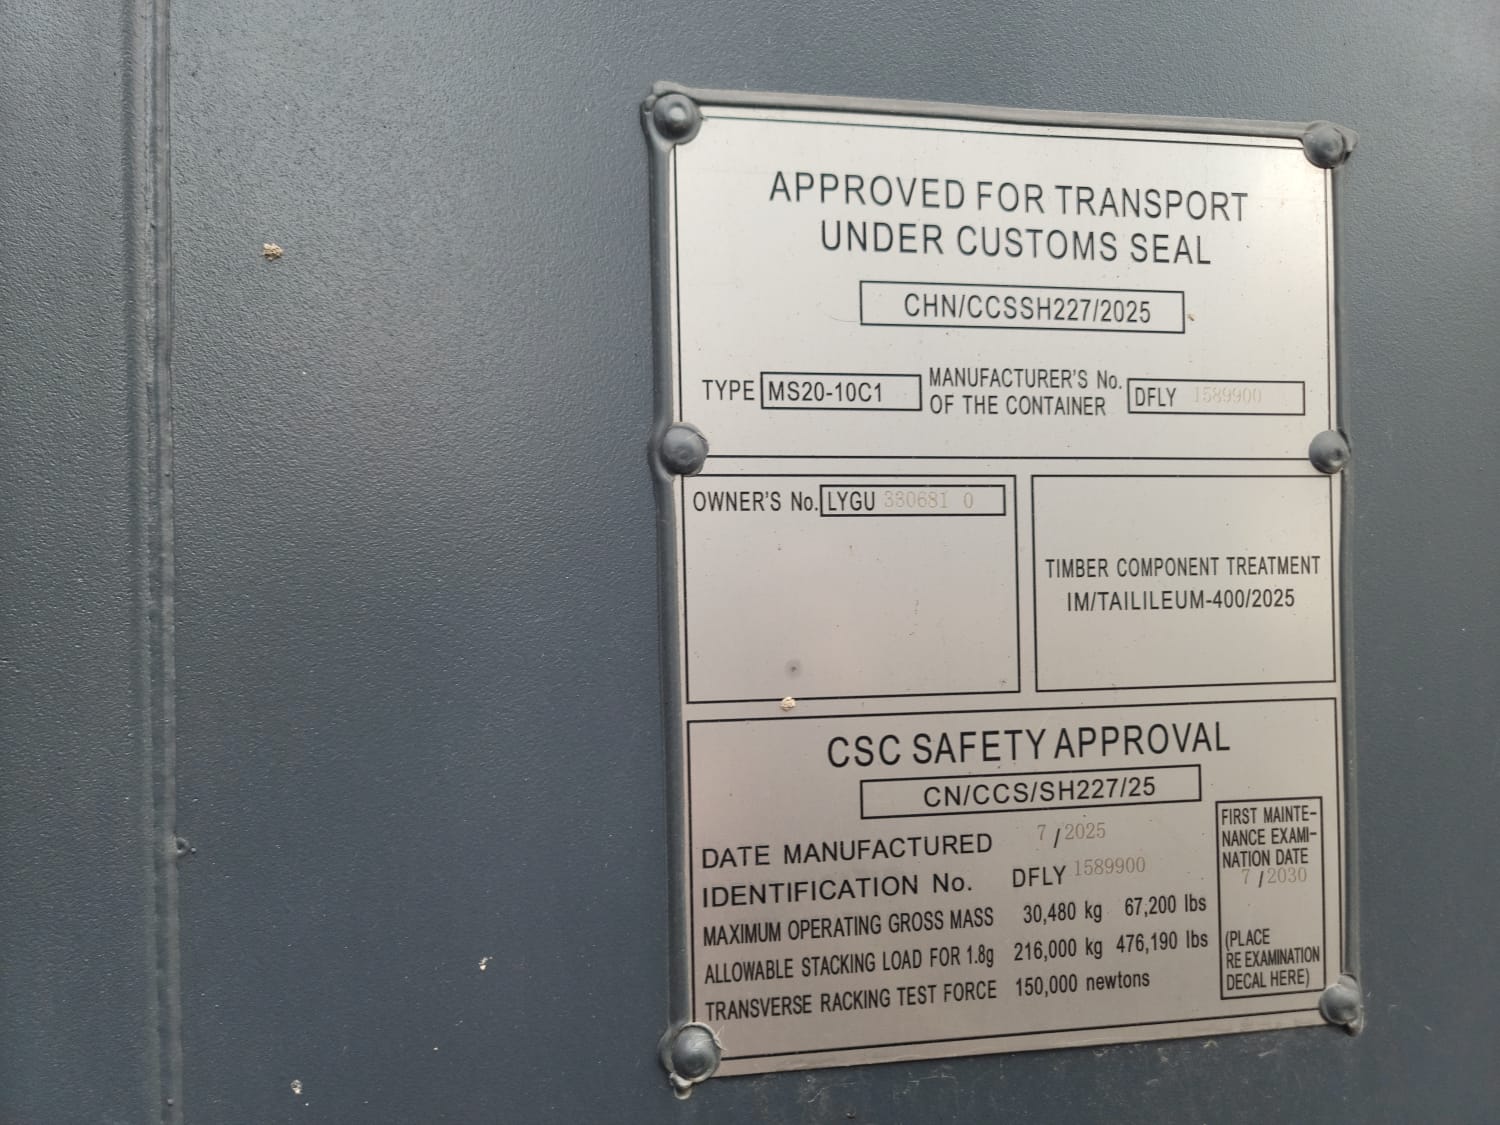 APPROVED FOR TRANSPORT
UNDER CUSTOMS SEAL
CHN/CCSSH227/2025
TYPE MS20-10C1 MANUFACTURER'S No. OF THE CONTAINER DFLY 1589900
OWNER'S No. LYGU 330681 0
TIMBER COMPONENT TREATMENT
IM/TAILILEUM-400/2025
CSC SAFETY APPROVAL
CN/CCS/SH227/25
DATE MANUFACTURED 7 / 2025
IDENTIFICATION No. DFLY 1589900
MAXIMUM OPERATING GROSS MASS 30,480 kg 67,200 lbs
ALLOWABLE STACKING LOAD FOR 1.8g 216,000 kg 476,190 lbs
TRANSVERSE RACKING TEST FORCE 150,000 newtons
FIRST MAINTE-
NANCE EXAMI-
NATION DATE
7 / 2030
(PLACE
RE EXAMINATION
DECAL HERE)